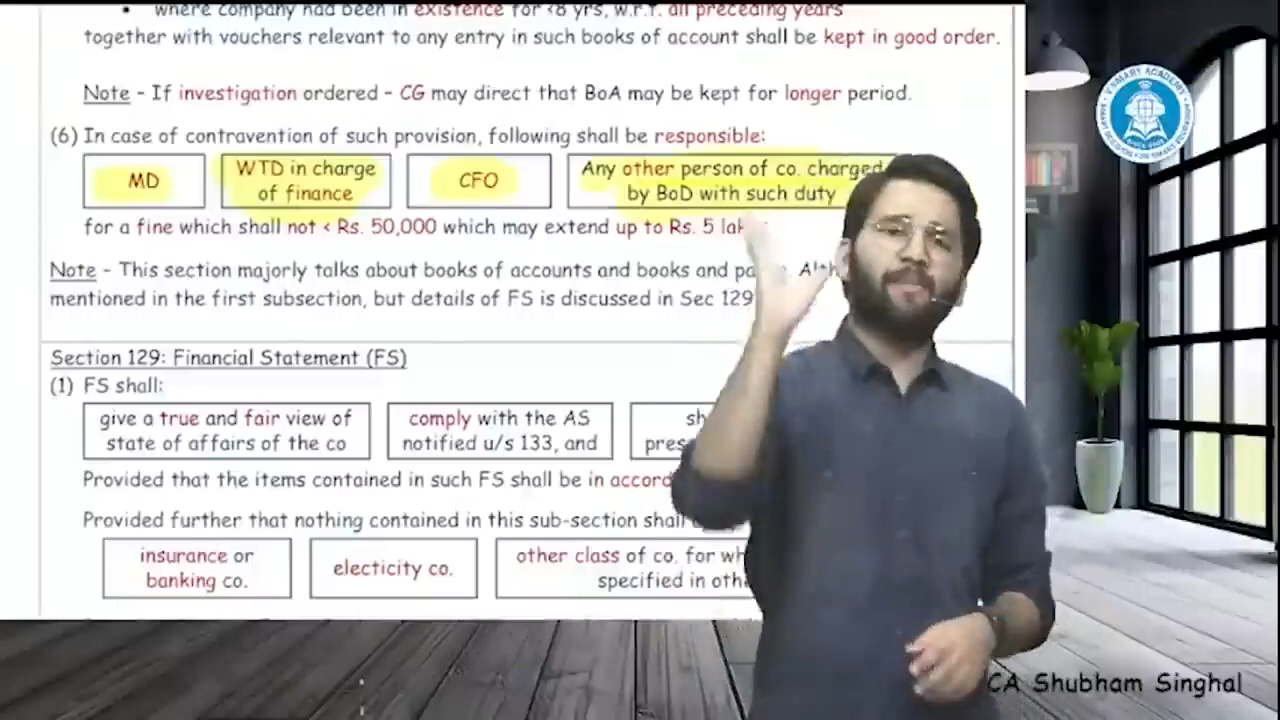 where company had been in existence for <8 yrs, w.r.t. all preceding years
together with vouchers relevant to any entry in such books of account shall be kept in good order.
Note - If investigation ordered - CG may direct that BoA may be kept for longer period.
(6) In case of contravention of such provision, following shall be responsible:
MD
WTD in charge
of finance
CFO
Any other person of co. charged
by BoD with such duty
for a fine which shall not < Rs. 50,000 which may extend up to Rs. 5
Note - This section majorly talks about books of accounts and books and
mentioned in the first subsection, but details of FS is discussed in Sec 129
Section 129: Financial Statement (FS)
(1) FS shall:
give a true and fair view of
state of affairs of the co
comply with the AS
notified u/s 133, and
Provided that the items contained in such FS shall be in
Provided further that nothing contained in this sub-section shall
insurance or
banking co.
electicity co.
other class of co. for
specified in
CA Shubham Singhal